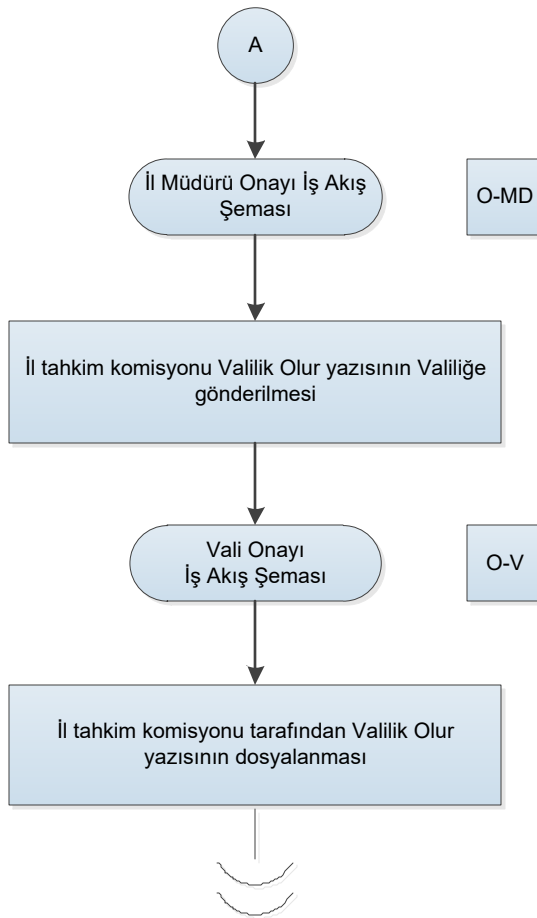 A
İl Müdürü Onayı İş Akış
Şeması
O-MD
İl tahkim komisyonu Valilik Olur yazısının Valiliğe
gönderilmesi
Vali Onayı
İş Akış Şeması
O-V
İl tahkim komisyonu tarafından Valilik Olur
yazısının dosyalanması